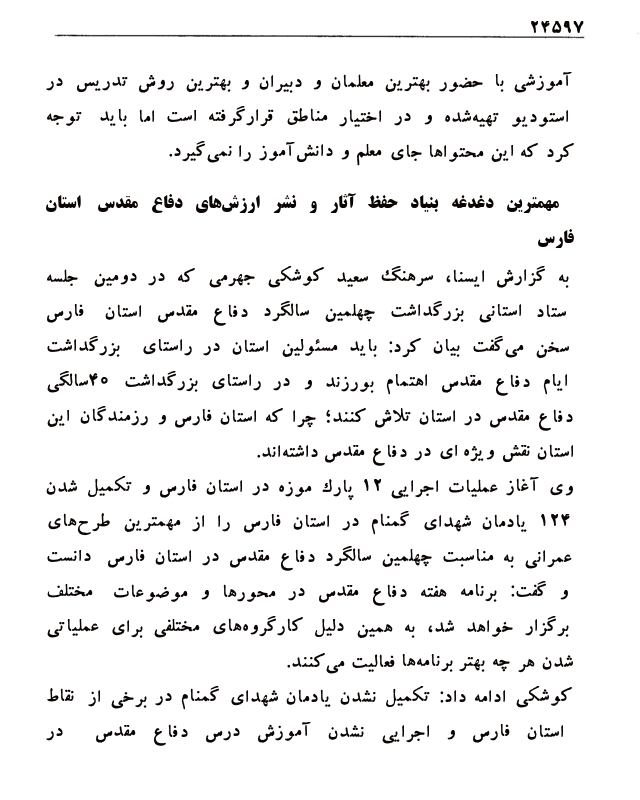 ۲۴۵۹۷
آموزشی با حضور بهترین معلمان و دبیران و بهترین روش تدریس در
استودیو تهیه‌شده و در اختیار مناطق قرارگرفته است اما باید توجه
کرد که این محتواها جای معلم و دانش‌آموز را نمی‌گیرد.
مهمترین دغدغه بنیاد حفظ آثار و نشر ارزش‌های دفاع مقدس استان
فارس
به گزارش ایسنا، سرهنگ سعید کوشکی جهرمی که در دومین جلسه
ستاد استانی بزرگداشت چهلمین سالگرد دفاع مقدس استان فارس
سخن می‌گفت بیان کرد: باید مسئولین استان در راستای بزرگداشت
ایام دفاع مقدس اهتمام بورزند و در راستای بزرگداشت ۴۰سالگی
دفاع مقدس در استان تلاش کنند؛ چرا که استان فارس و رزمندگان این
استان نقش ویژه ای در دفاع مقدس داشته‌اند.
وی آغاز عملیات اجرایی ۱۲ پارك موزه در استان فارس و تکمیل شدن
۱۲۴ یادمان شهدای گمنام در استان فارس را از مهمترین طرح‌های
عمرانی به مناسبت چهلمین سالگرد دفاع مقدس در استان فارس دانست
و گفت: برنامه هفته دفاع مقدس در محورها و موضوعات مختلف
برگزار خواهد شد، به همین دلیل کارگروه‌های مختلفی برای عملیاتی
شدن هر چه بهتر برنامه‌ها فعالیت می‌کنند.
کوشکی ادامه داد: تکمیل نشدن یادمان شهدای گمنام در برخی از نقاط
استان فارس و اجرایی نشدن آموزش درس دفاع مقدس در